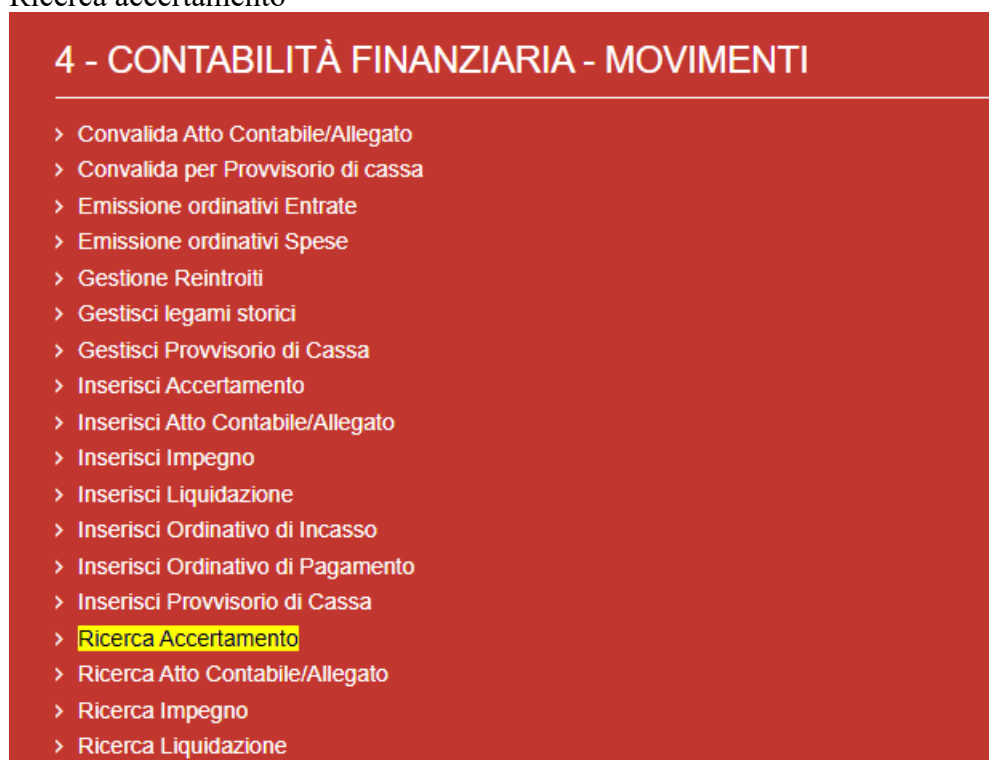 Ricerca accertamento
4 - CONTABILITÀ FINANZIARIA - MOVIMENTI
> Convalida Atto Contabile/Allegato
> Convalida per Provvisorio di cassa
> Emissione ordinativi Entrate
> Emissione ordinativi Spese
> Gestione Reintroiti
> Gestisci legami storici
> Gestisci Provvisorio di Cassa
> Inserisci Accertamento
> Inserisci Atto Contabile/Allegato
> Inserisci Impegno
> Inserisci Liquidazione
> Inserisci Ordinativo di Incasso
> Inserisci Ordinativo di Pagamento
> Inserisci Provvisorio di Cassa
> Ricerca Accertamento
> Ricerca Atto Contabile/Allegato
> Ricerca Impegno
> Ricerca Liquidazione